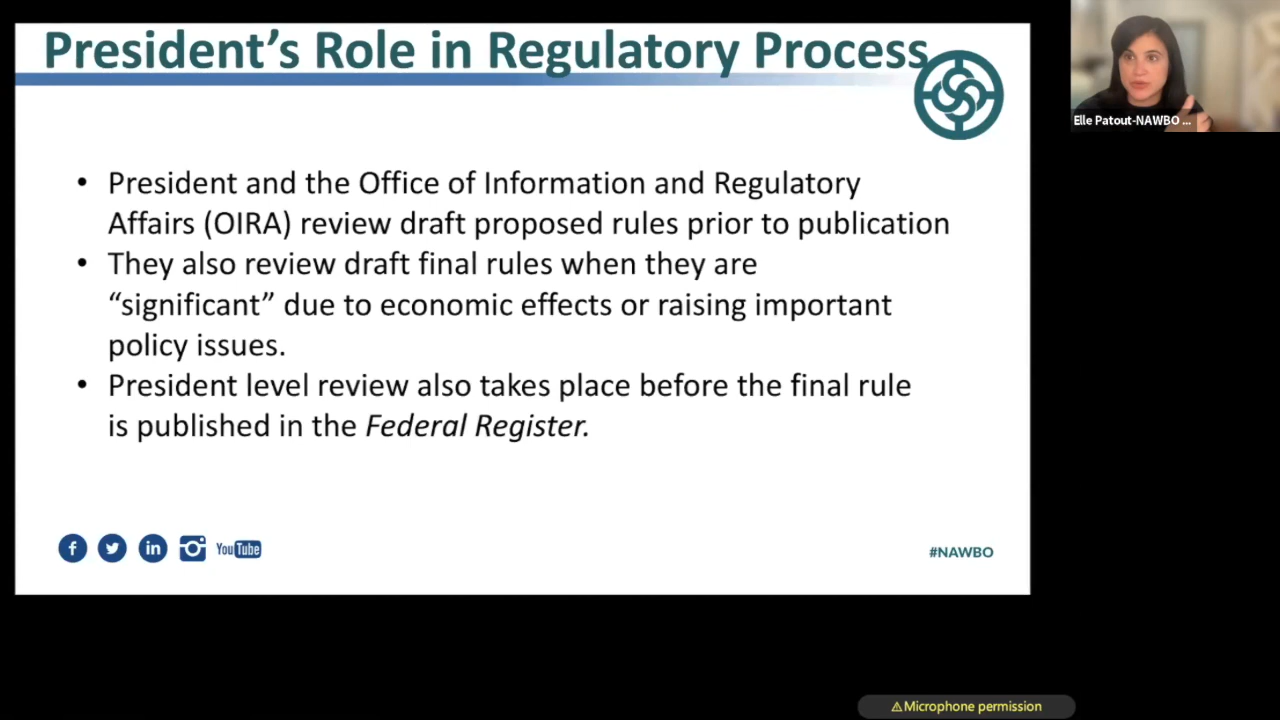 President’s Role in Regulatory Process
Elle Patout-NAWBO ...
• President and the Office of Information and Regulatory
Affairs (OIRA) review draft proposed rules prior to publication
• They also review draft final rules when they are
“significant” due to economic effects or raising important
policy issues.
• President level review also takes place before the final rule
is published in the Federal Register.
f in YouTube
#NAWBO
⚠Microphone permission